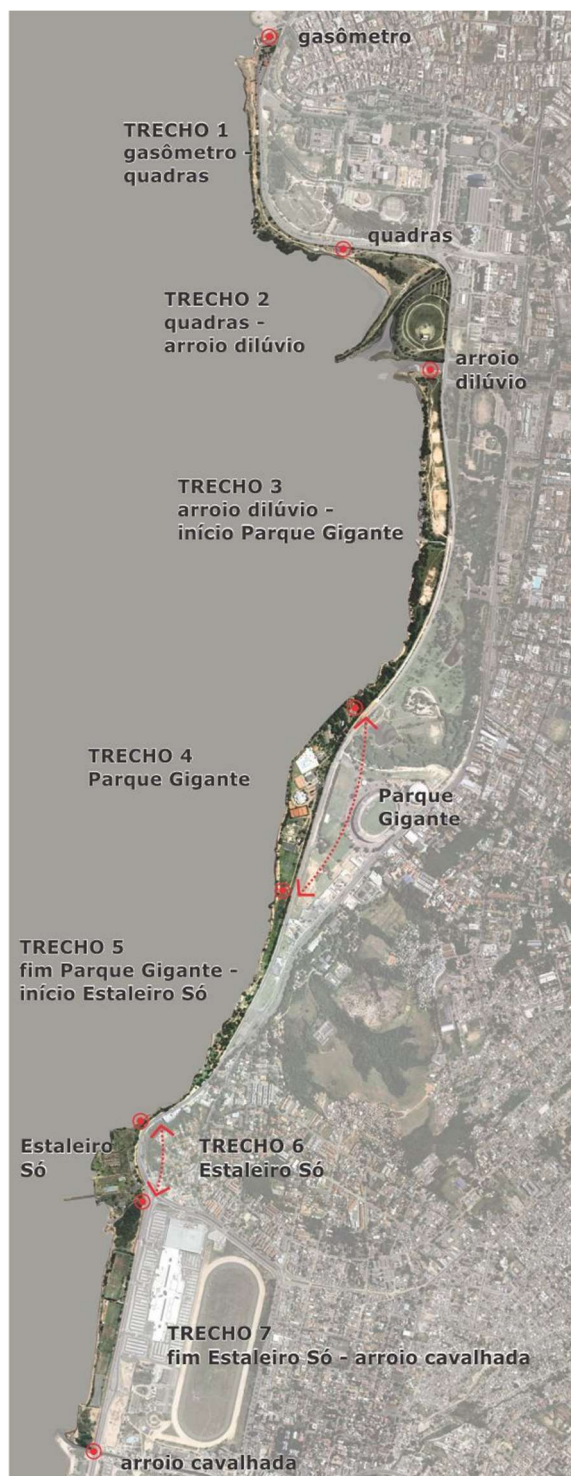 gasômetro
TRECHO 1
gasômetro -
quadras
quadras
TRECHO 2
quadras -
arroio dilúvio
arroio
dilúvio
TRECHO 3
arroio dilúvio -
início Parque Gigante
TRECHO 4
Parque Gigante
Parque
Gigante
TRECHO 5
fim Parque Gigante -
início Estaleiro Só
Estaleiro
Só
TRECHO 6
Estaleiro Só
TRECHO 7
fim Estaleiro Só - arroio cavalhada
arroio cavalhada